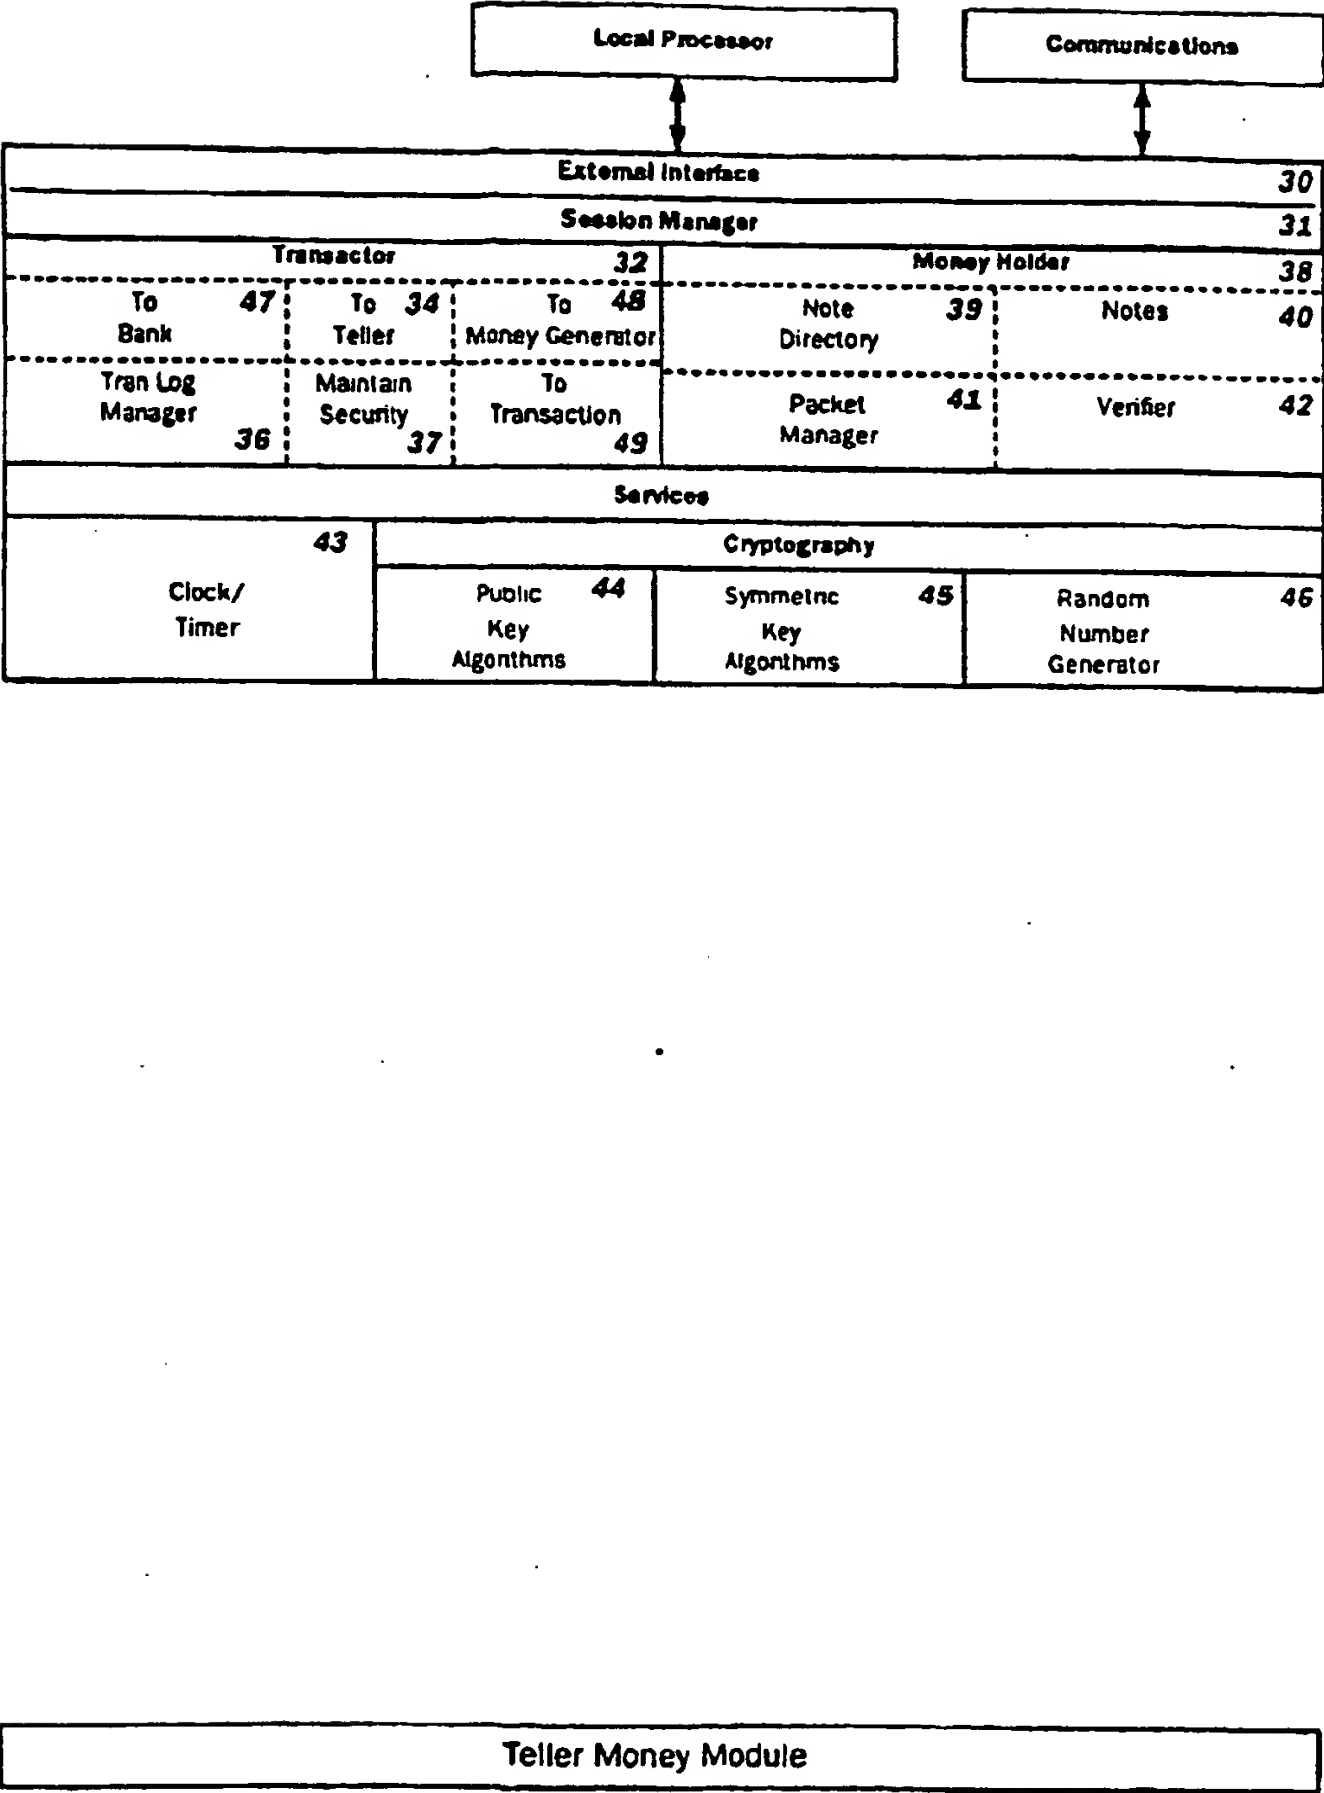 Local Processor
Communications
External Interface 30
Session Manager 31
Transactor 32
Money Holder 38
To 47
Bank
To 34
Teller
To 48
Money Generator
Note 39
Directory
Notes 40
Tran Log
Manager
36
Maintain
Security
37
To
Transaction
49
Packet 41
Manager
Verifier 42
Services
43
Clock/
Timer
Cryptography
Public 44
Key
Algorithms
Symmetric 45
Key
Algorithms
Random 46
Number
Generator
Teller Money Module